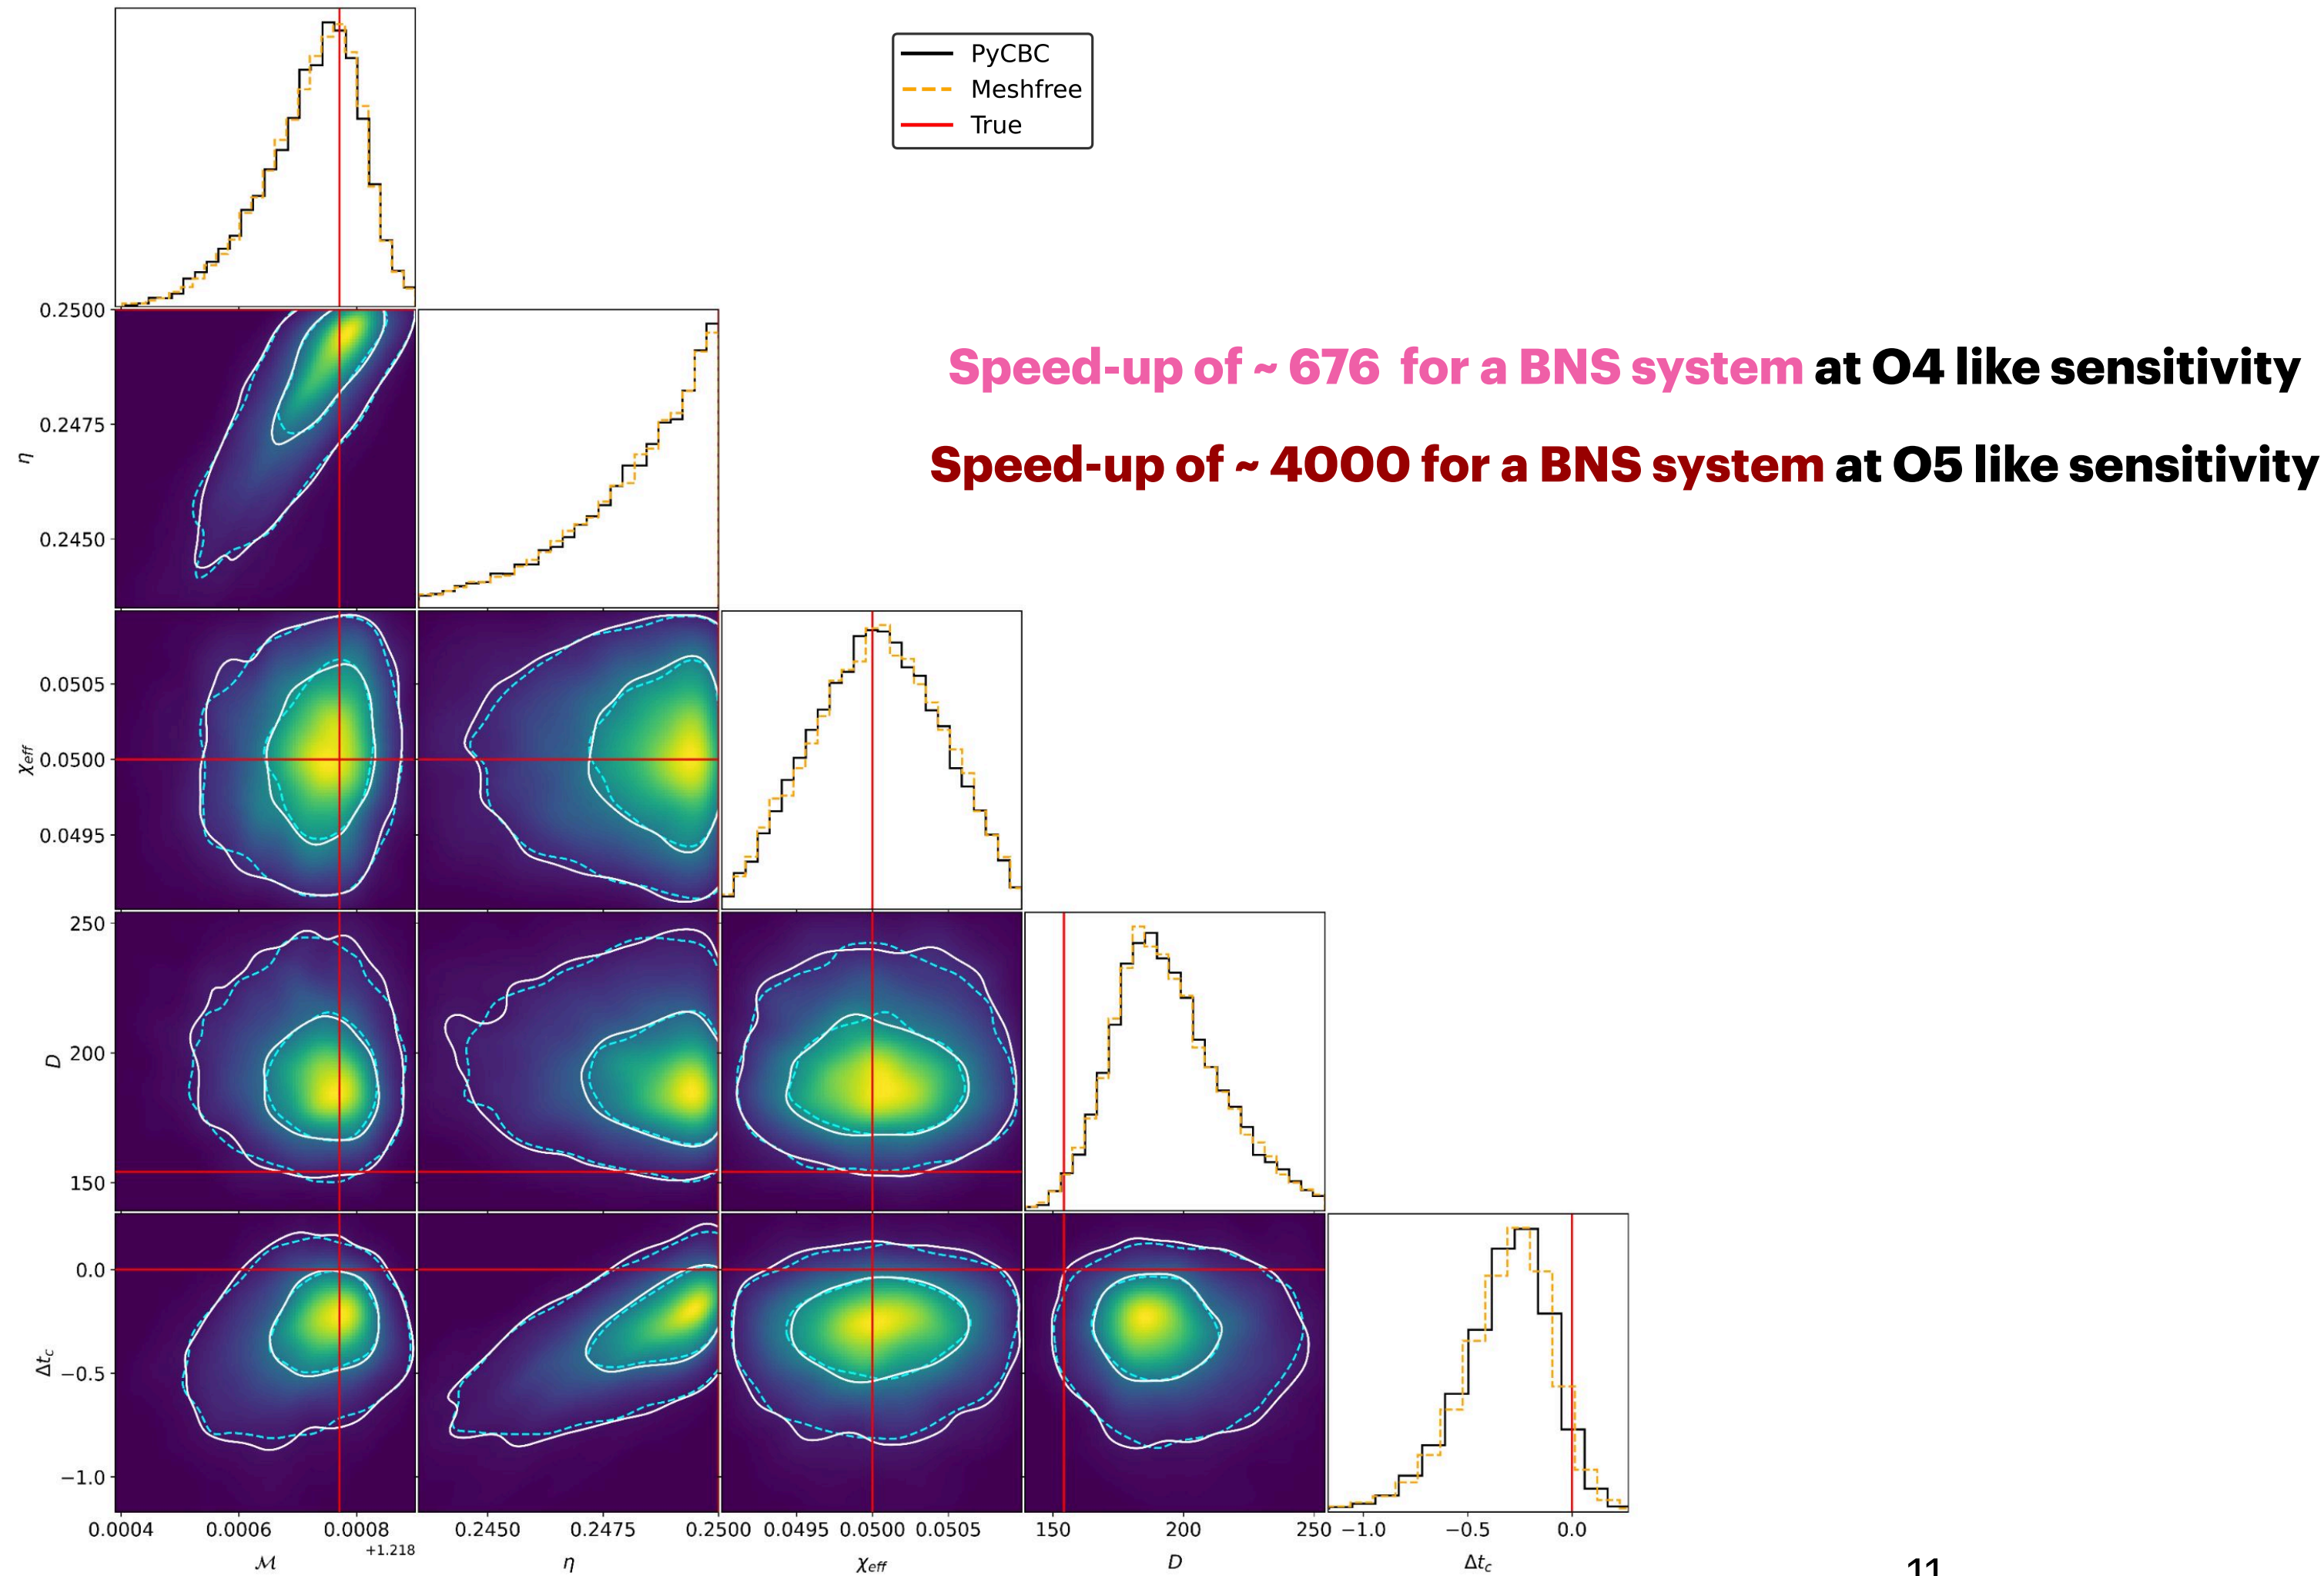 PyCBC
Meshfree
True
Speed-up of ~ 676 for a BNS system at O4 like sensitivity
Speed-up of ~ 4000 for a BNS system at O5 like sensitivity
0.2500
0.2475
0.2450
η
0.0505
0.0500
0.0495
χeff
250
200
150
D
0.0
−0.5
−1.0
Δtc
0.0004 0.0006 0.0008 0.2450 0.2475 0.2500 0.0495 0.0500 0.0505 150 200 250 −1.0 −0.5 0.0
+1.218
ℳ η χeff D Δtc
11